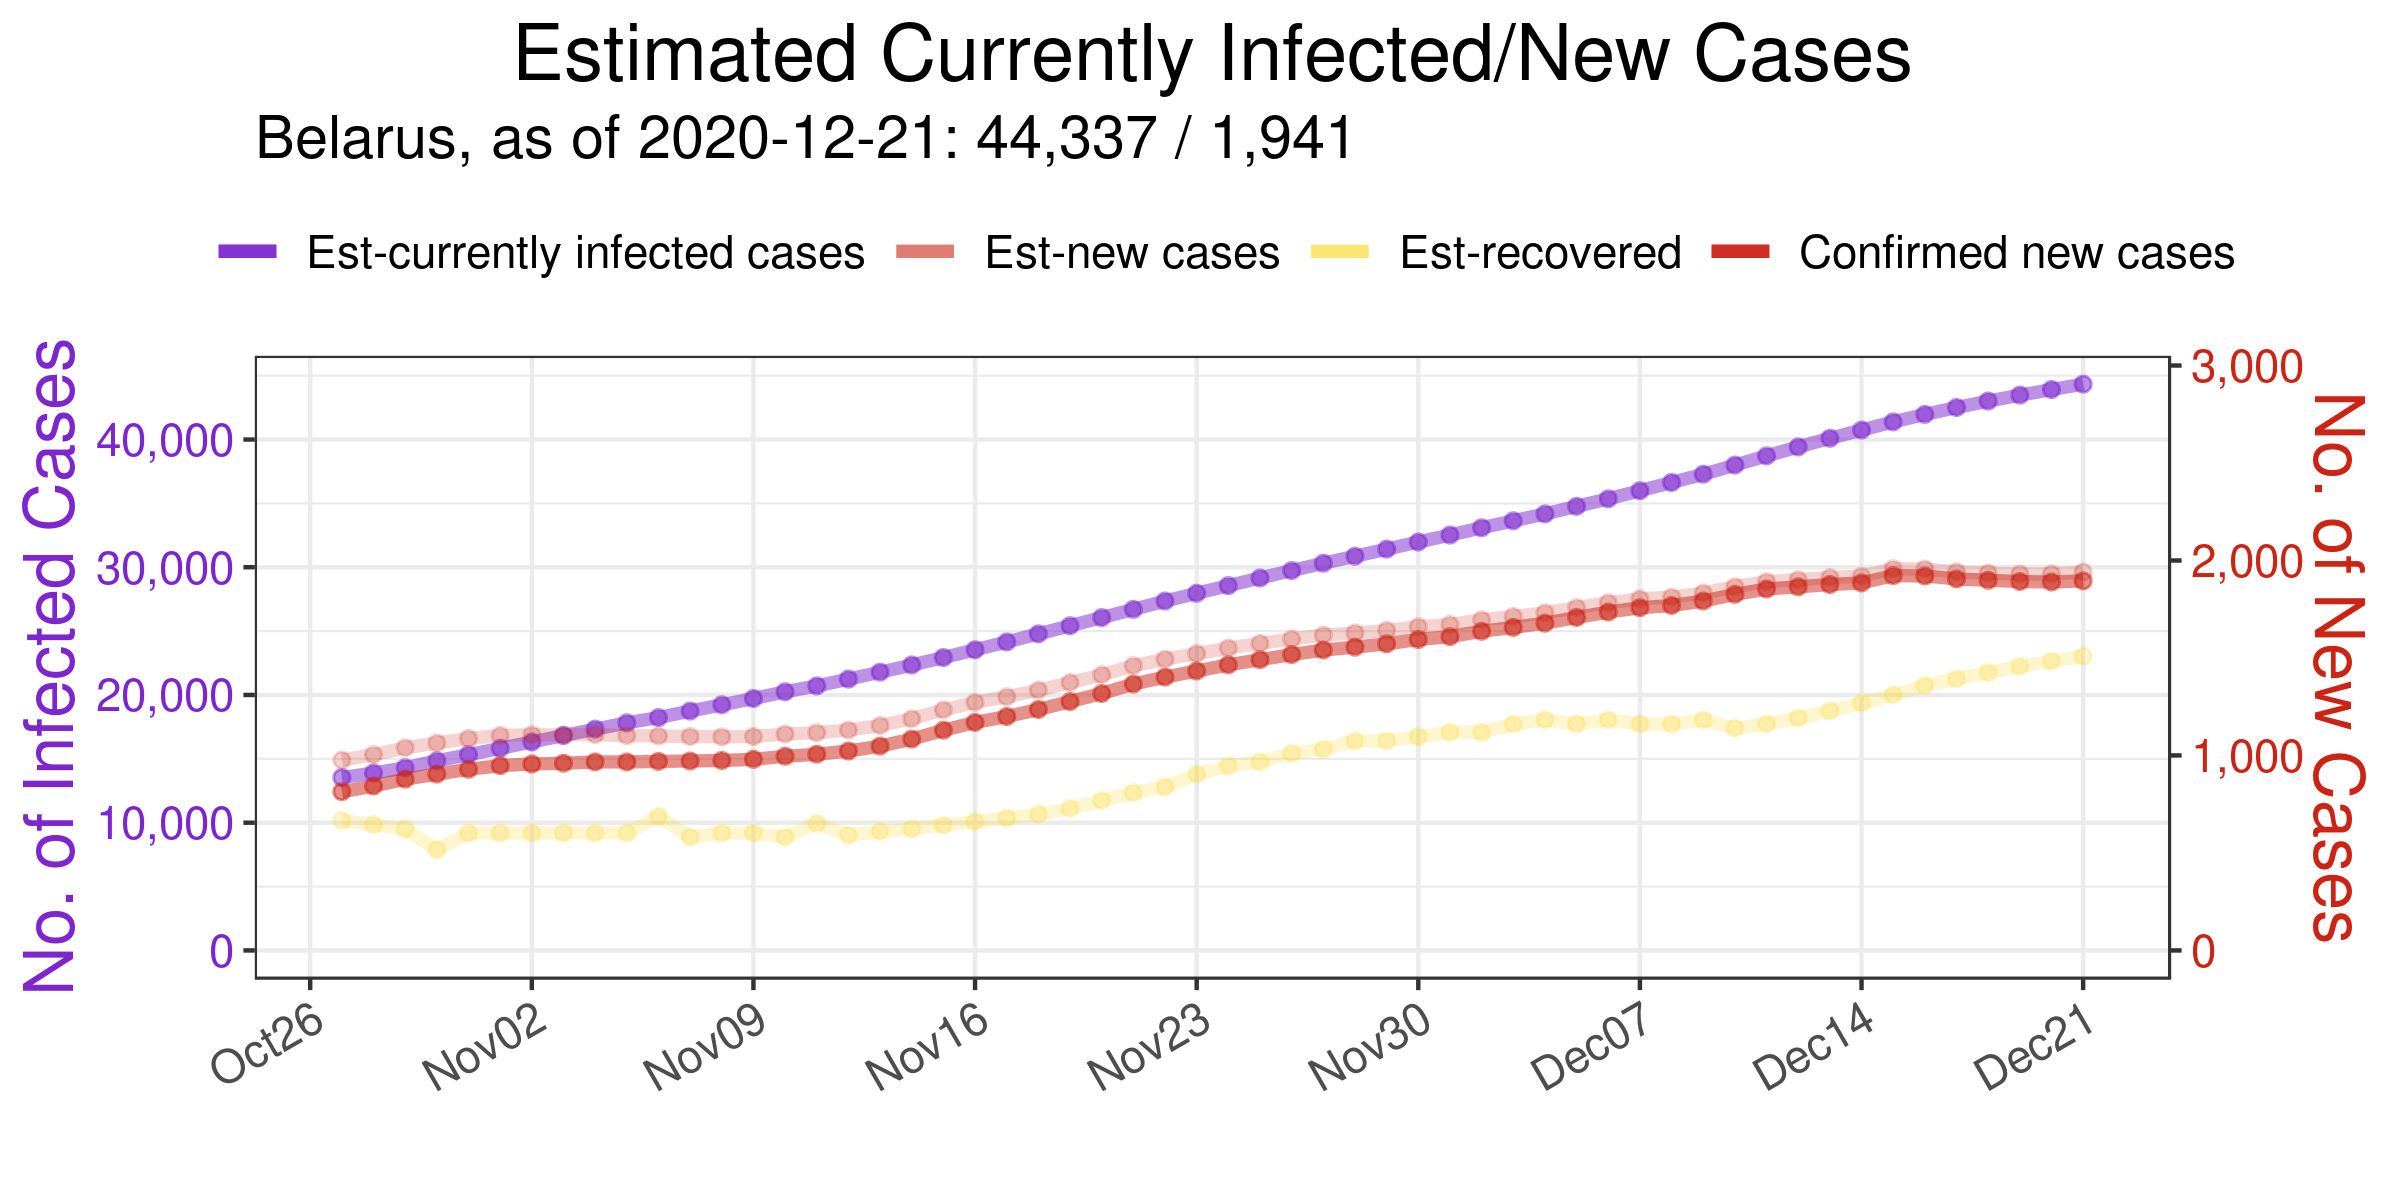 Estimated Currently Infected/New Cases
Belarus, as of 2020-12-21: 44,337 / 1,941
Est-currently infected cases Est-new cases Est-recovered Confirmed new cases
No. of Infected Cases
40,000
30,000
20,000
10,000
0
3,000
2,000
1,000
0
No. of New Cases
Oct26 Nov02 Nov09 Nov16 Nov23 Nov30 Dec07 Dec14 Dec21